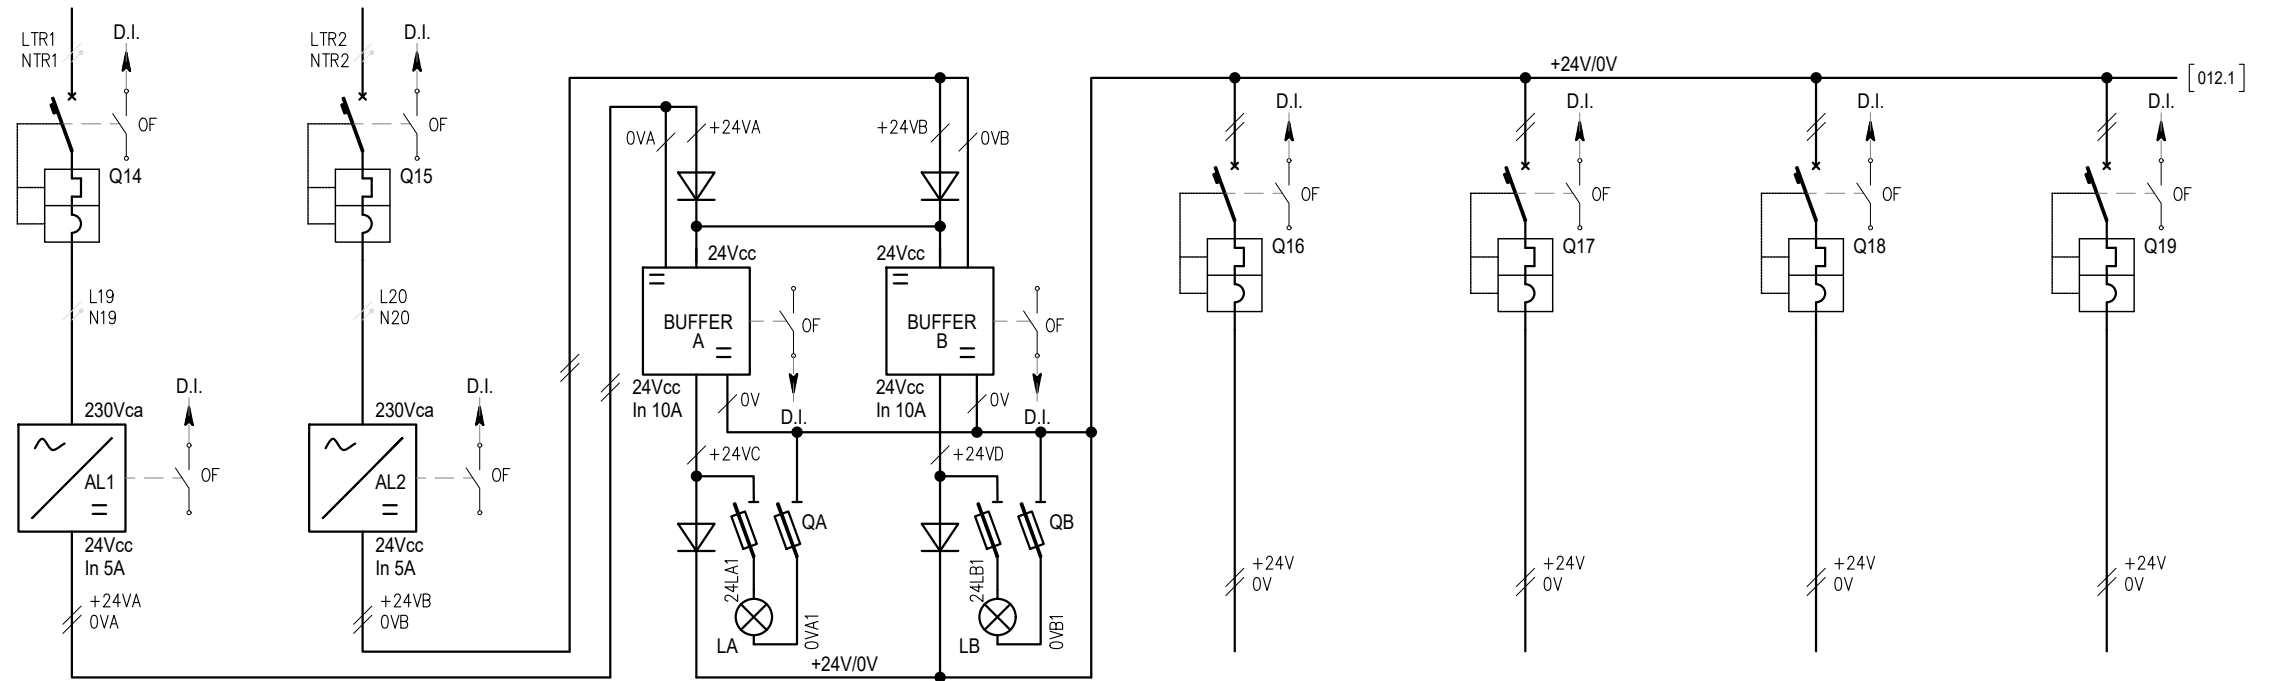 LTR1
NTR1
D.I.
OF
Q14
L19
N19
D.I.
230Vca
OF
AL1
24Vcc
In 5A
+24VA
0VA
LTR2
NTR2
D.I.
OF
Q15
L20
N20
D.I.
230Vca
OF
AL2
24Vcc
In 5A
+24VB
0VB
0VA
+24VA
24Vcc
BUFFER
A
OF
24Vcc
In 10A
0V
D.I.
+24VC
QA
24LA1
LA
0VA1
+24VB
0VB
24Vcc
BUFFER
B
OF
24Vcc
In 10A
0V
D.I.
+24VD
QB
24LB1
LB
0VB1
+24V/0V
+24V/0V
[012.1]
D.I.
OF
Q16
+24V
0V
D.I.
OF
Q17
+24V
0V
D.I.
OF
Q18
+24V
0V
D.I.
OF
Q19
+24V
0V